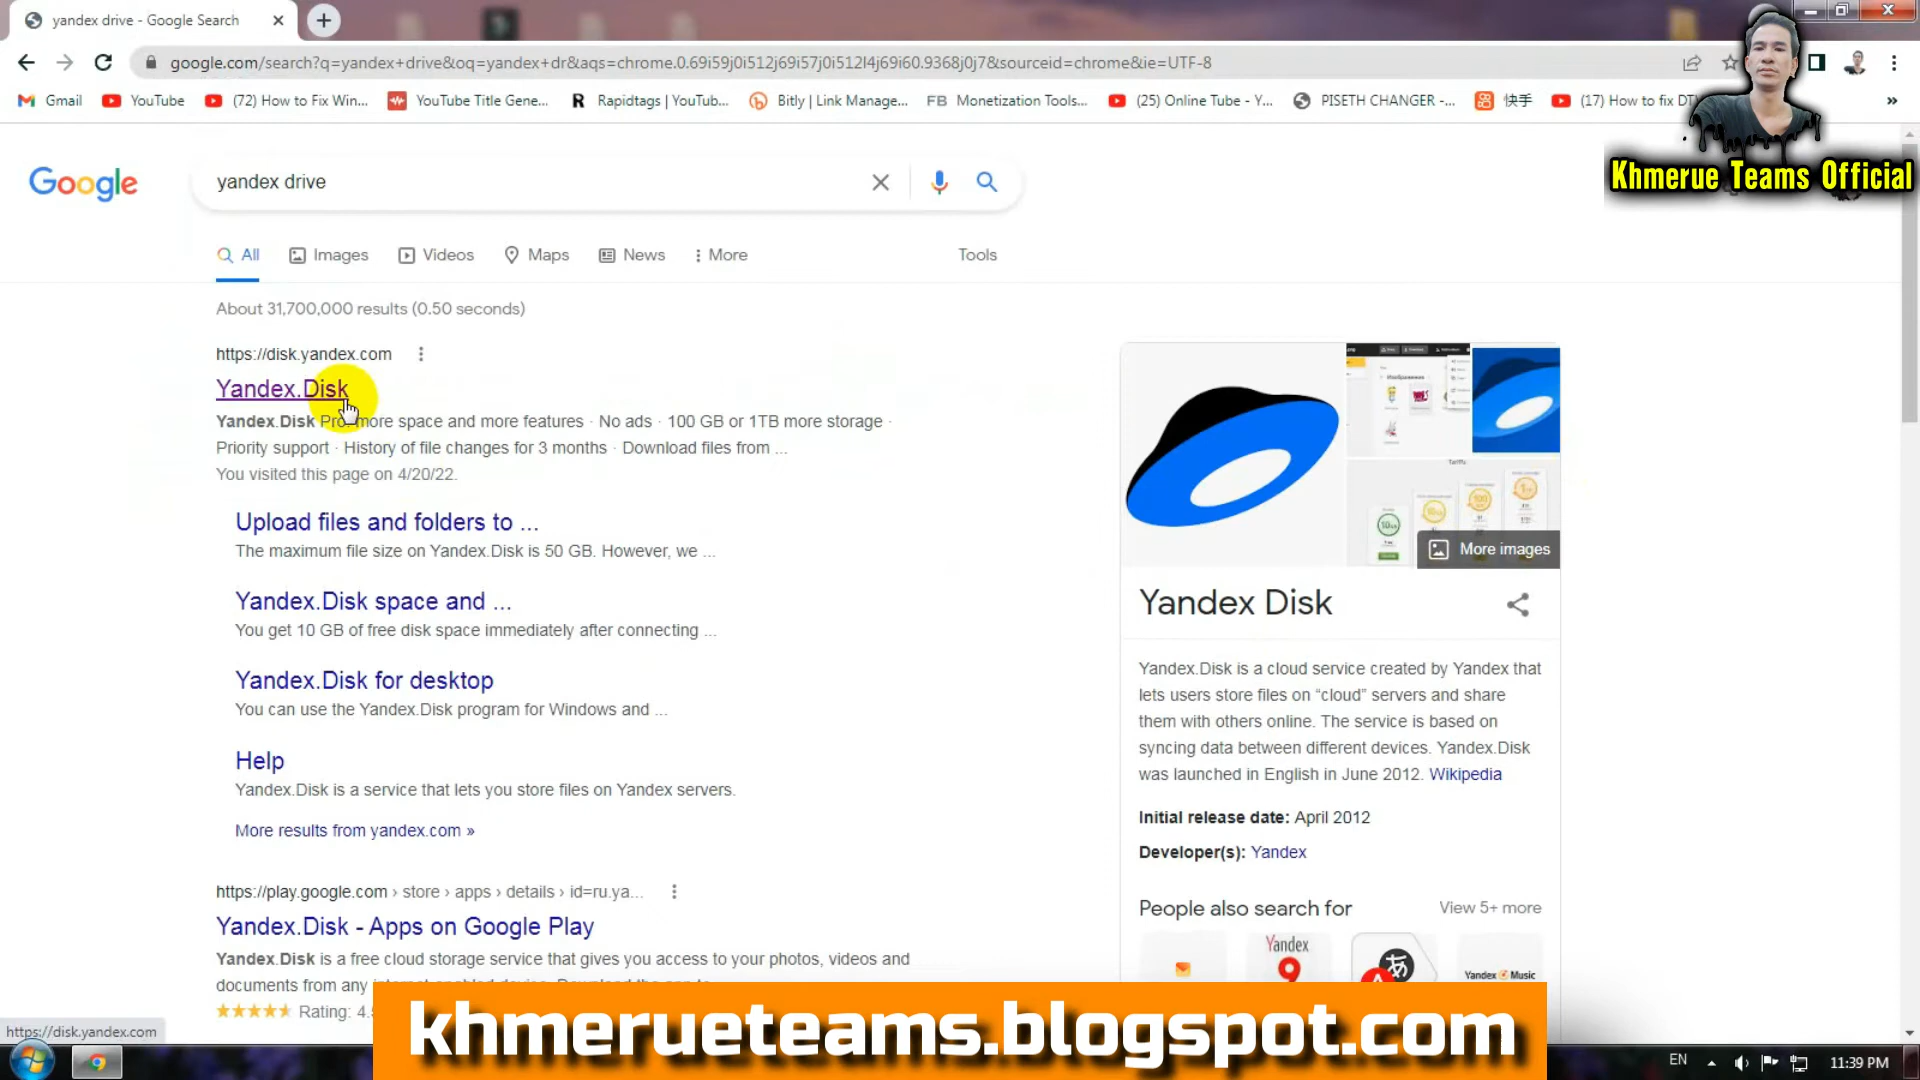 yandex drive - Google Search
google.com/search?q=yandex+drive&oq=yandex+dr&aqs=chrome.0.69i59j0i512j69i57j0i512l4j69i60.9368j0j7&sourceid=chrome&ie=UTF-8
Gmail YouTube (72) How to Fix Win... YouTube Title Gene... Rapidtags | YouTub... Bitly | Link Manage... FB Monetization Tools... (25) Online Tube - Y... PISETH CHANGER -... 快手 (17) How to fix DT
Khmerue Teams Official
Google
yandex drive
All Images Videos Maps News More Tools
About 31,700,000 results (0.50 seconds)
https://disk.yandex.com
Yandex.Disk
Yandex.Disk Pro more space and more features · No ads · 100 GB or 1TB more storage ·
Priority support · History of file changes for 3 months · Download files from ...
You visited this page on 4/20/22.
Upload files and folders to ...
The maximum file size on Yandex.Disk is 50 GB. However, we ...
Yandex.Disk space and ...
You get 10 GB of free disk space immediately after connecting ...
Yandex.Disk for desktop
You can use the Yandex.Disk program for Windows and ...
Help
Yandex.Disk is a service that lets you store files on Yandex servers.
More results from yandex.com »
https://play.google.com › store › apps › details › id=ru.ya...
Yandex.Disk - Apps on Google Play
Yandex.Disk is a free cloud storage service that gives you access to your photos, videos and
documents from any
Rating: 4.
More images
Yandex Disk
Yandex.Disk is a cloud service created by Yandex that
lets users store files on “cloud” servers and share
them with others online. The service is based on
syncing data between different devices. Yandex.Disk
was launched in English in June 2012. Wikipedia
Initial release date: April 2012
Developer(s): Yandex
People also search for View 5+ more
Yandex
あ
Yandex Music
https://disk.yandex.com
khmerueteams.blogspot.com
EN 11:39 PM